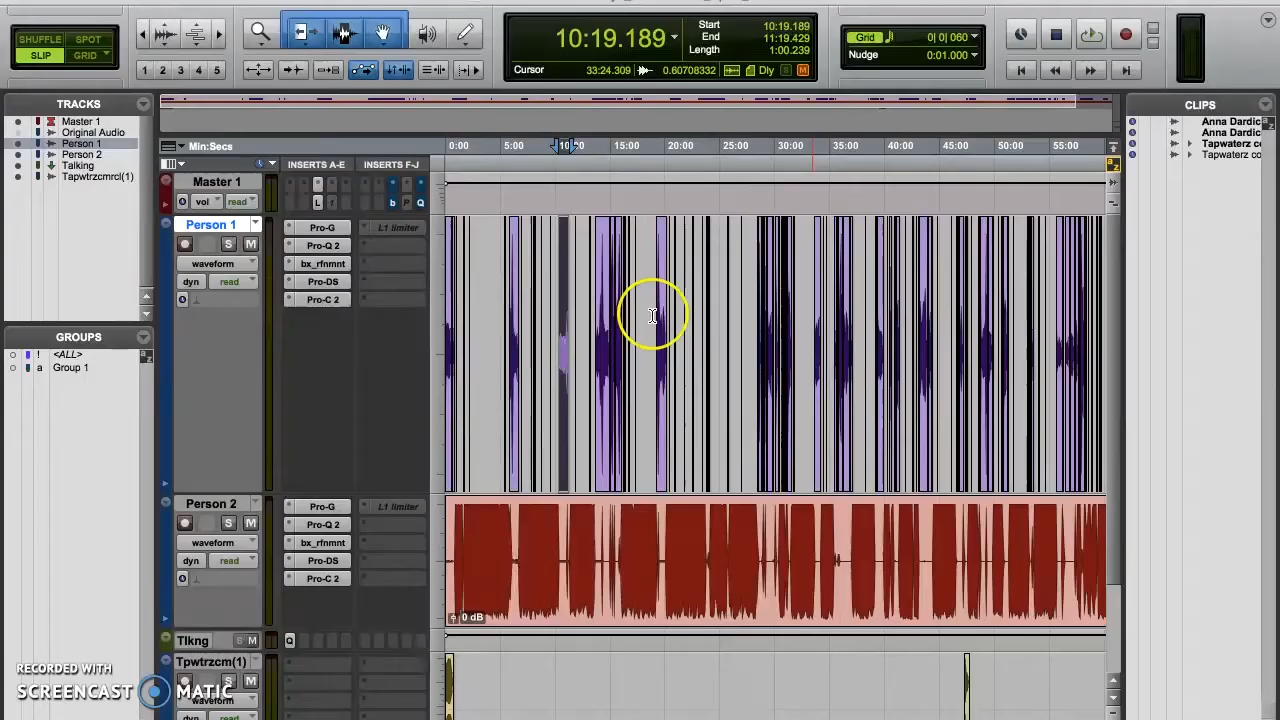 SHUFFLE SPOT
SLIP GRID
1 2 3 4 5
10:19.189
Start 10:19.189
End 11:19.429
Length 1:00.239
Cursor 33:24.309 0.60708332 Dly S M
Grid 0| 0| 060
Nudge 0:01.000
TRACKS
Master 1
Original Audio
Person 1
Person 2
Talking
Tapwtrzcmrcl(1)
GROUPS
! <ALL>
a Group 1
Min:Secs
0:00 5:00 10:00 15:00 20:00 25:00 30:00 35:00 40:00 45:00 50:00 55:00
INSERTS A-E INSERTS F-J
Master 1
vol read
L
b P Q
Person 1
S M
waveform
dyn read
Pro-G
Pro-Q 2
bx_rfnmnt
Pro-DS
Pro-C 2
L1 limiter
Person 2
S M
waveform
dyn read
Pro-G
Pro-Q 2
bx_rfnmnt
Pro-DS
Pro-C 2
L1 limiter
0 dB
Tlkng S M Q
Tpwtrzcm(1)
S M
waveform
dyn read
CLIPS
Anna Dardic
Anna Dardic
Tapwaterz co
Tapwaterz co
RECORDED WITH
SCREENCAST MATIC